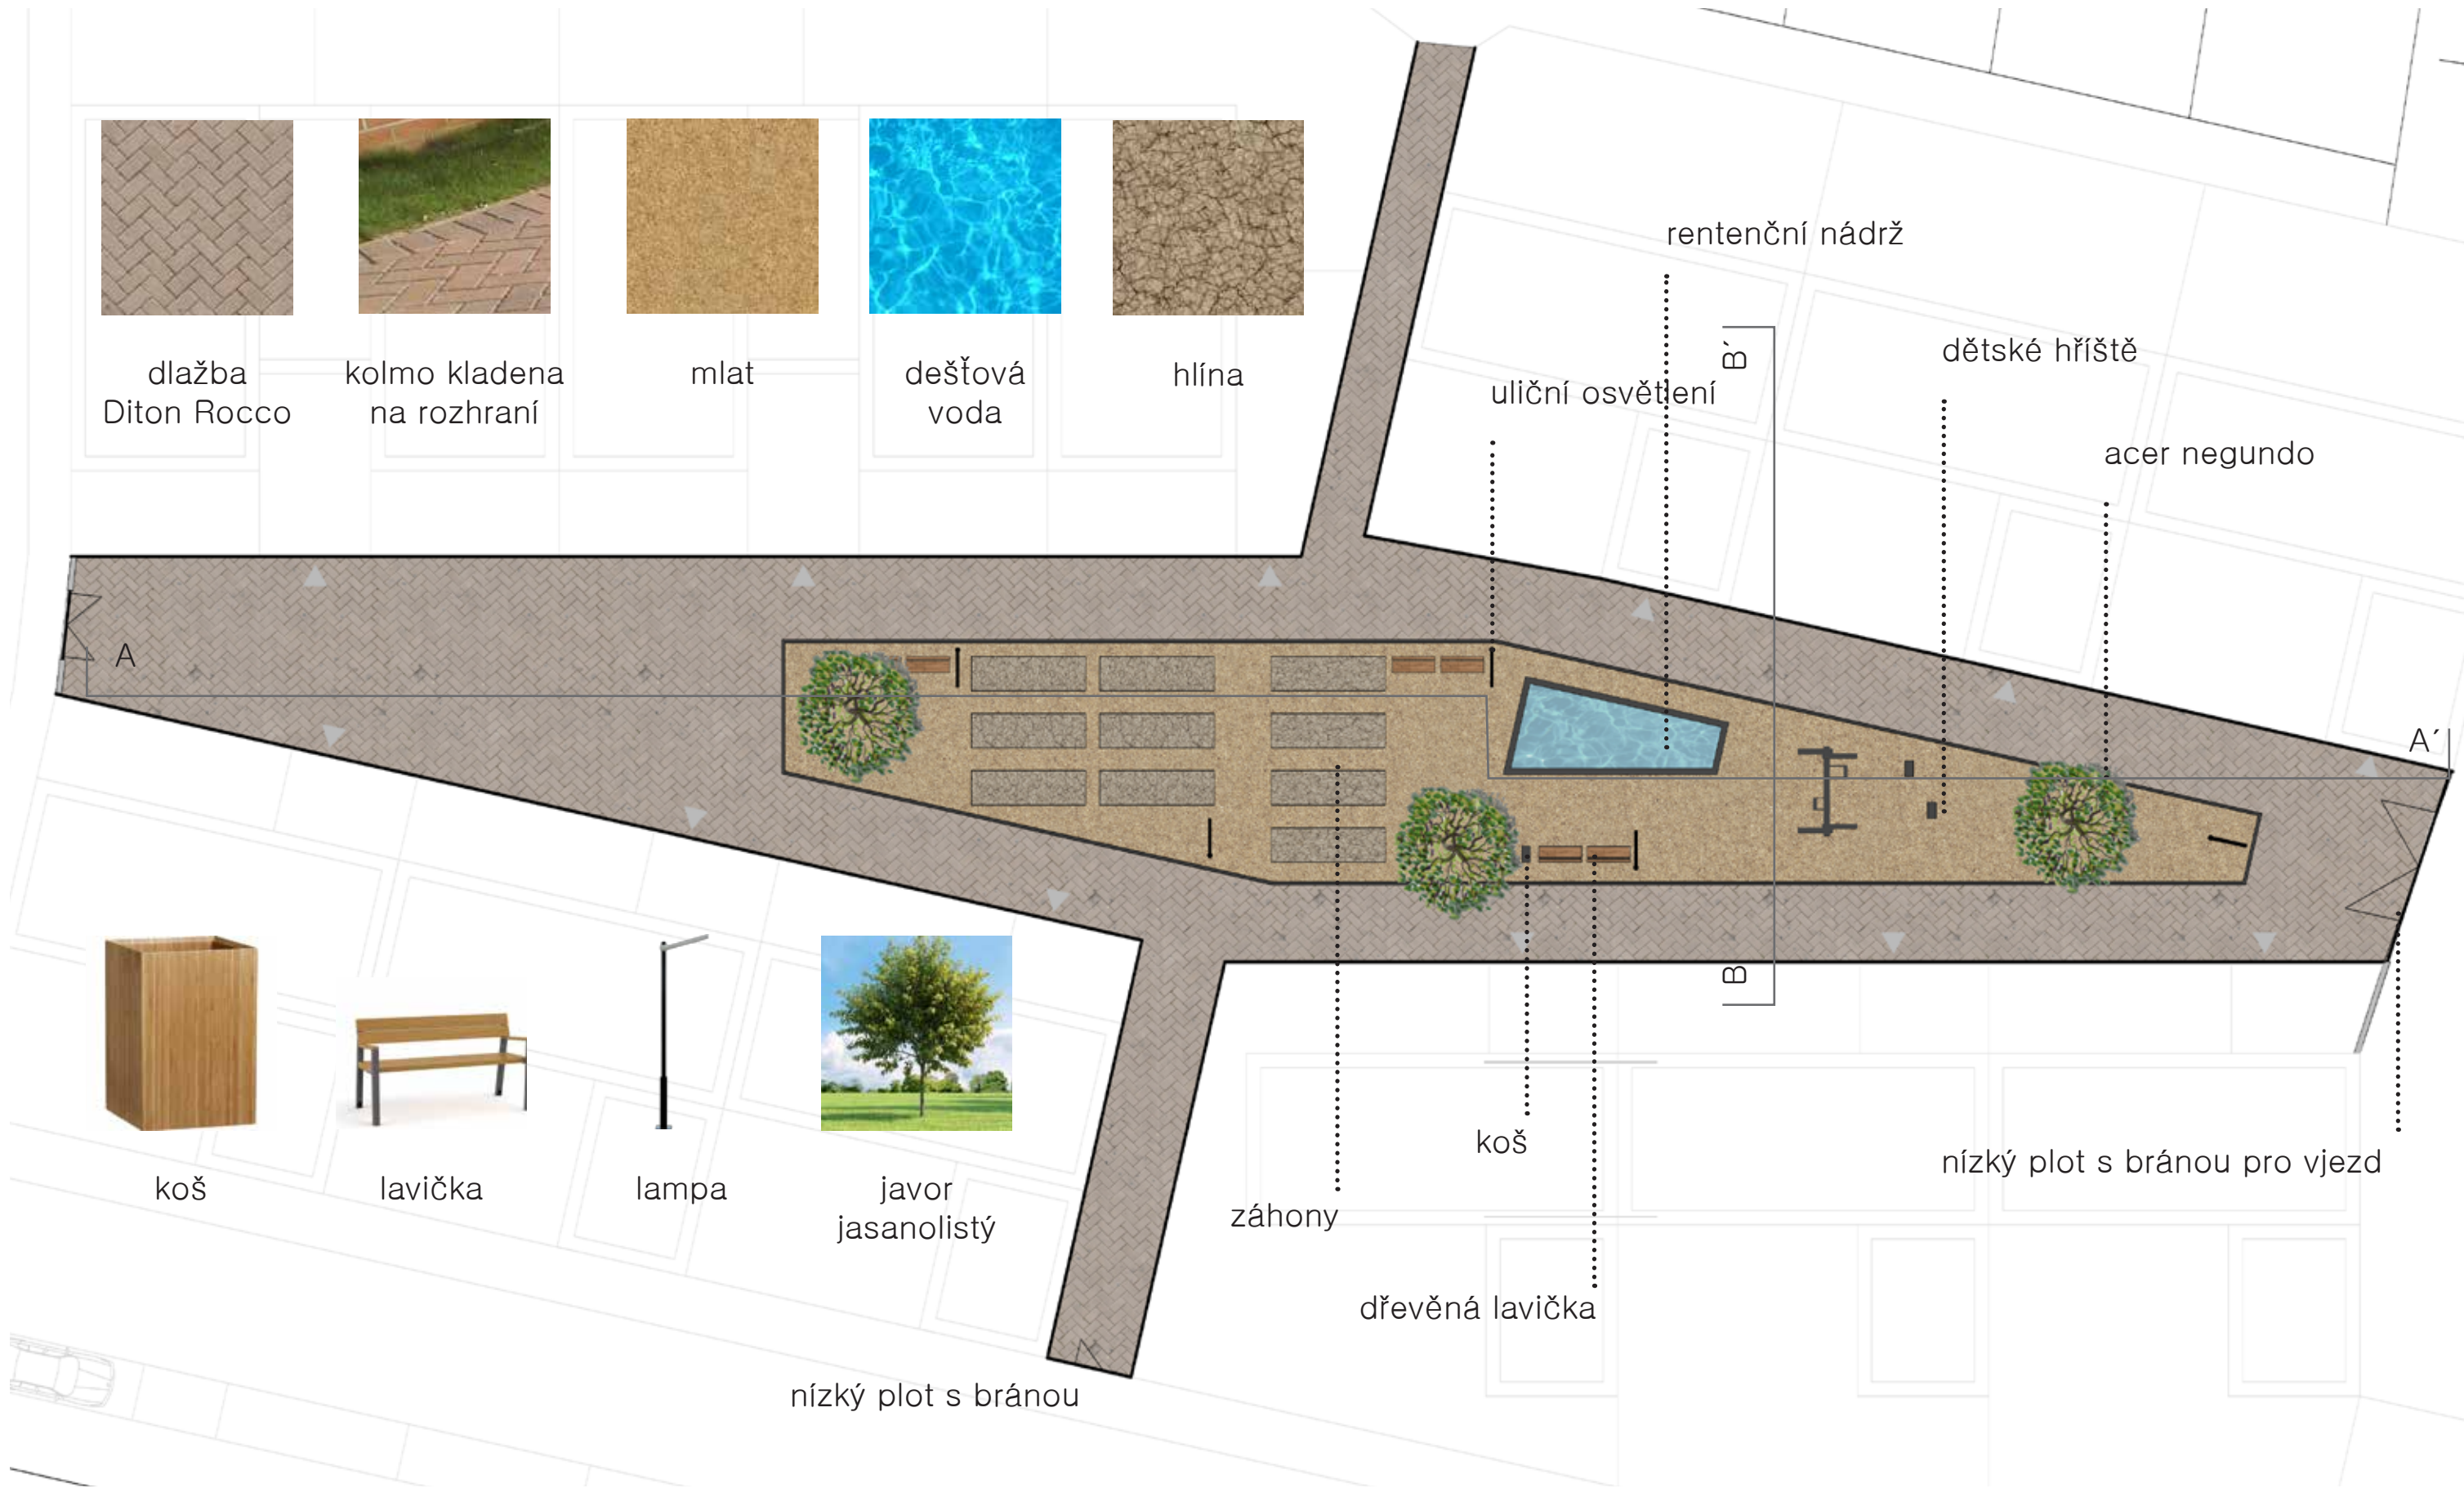 rentenční nádrž
B´
dětské hříště
uliční osvětlení
acer negundo
dlažba
Diton Rocco
kolmo kladena
na rozhraní
mlat
dešťová
voda
hlína
A
A´
B
koš
lavička
lampa
javor
jasanolistý
koš
nízký plot s bránou pro vjezd
záhony
dřevěná lavička
nízký plot s bránou